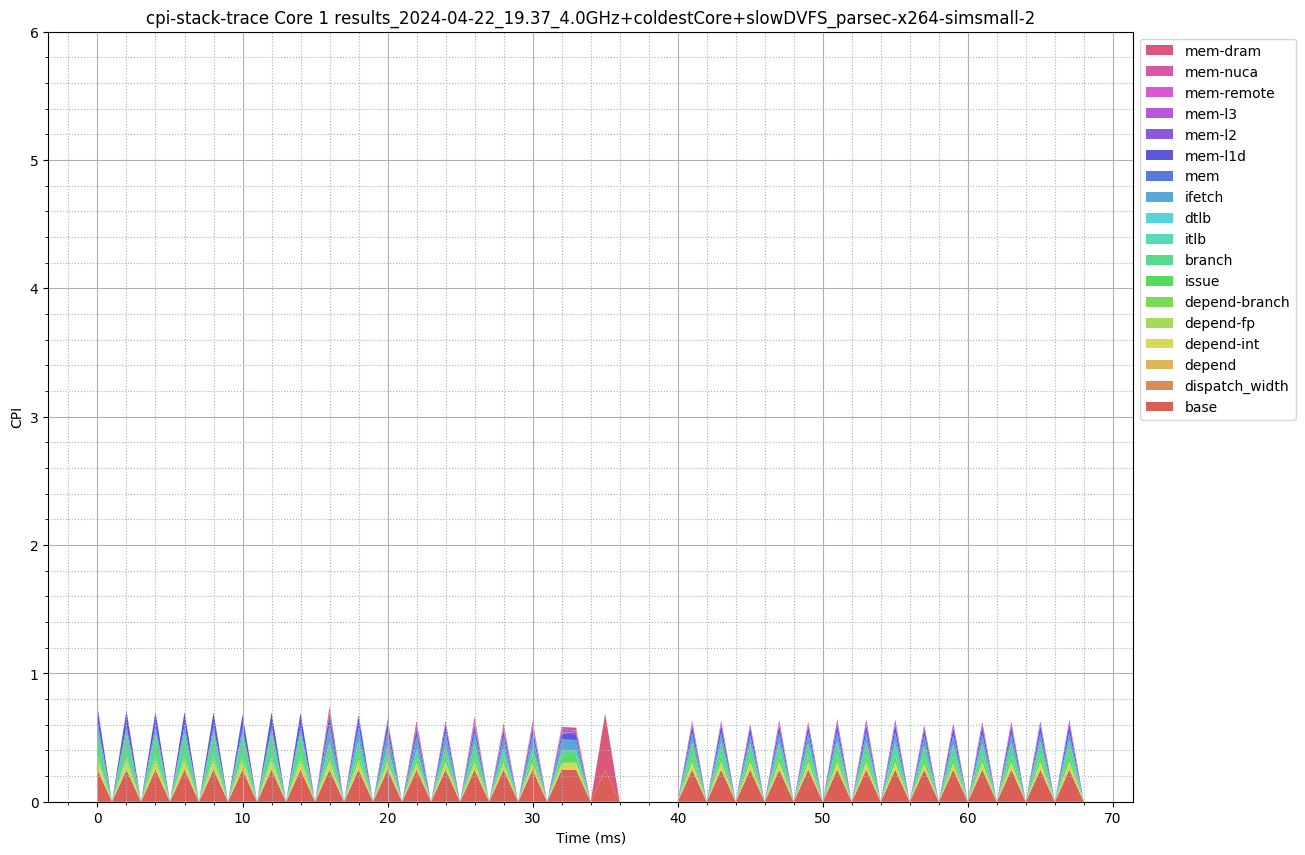 cpi-stack-trace Core 1 results_2024-04-22_19.37_4.0GHz+coldestCore+slowDVFS_parsec-x264-simsmall-2
6
5
4
3
2
1
0
CPI
0 10 20 30 40 50 60 70
Time (ms)
mem-dram
mem-nuca
mem-remote
mem-l3
mem-l2
mem-l1d
mem
ifetch
dtlb
itlb
branch
issue
depend-branch
depend-fp
depend-int
depend
dispatch_width
base